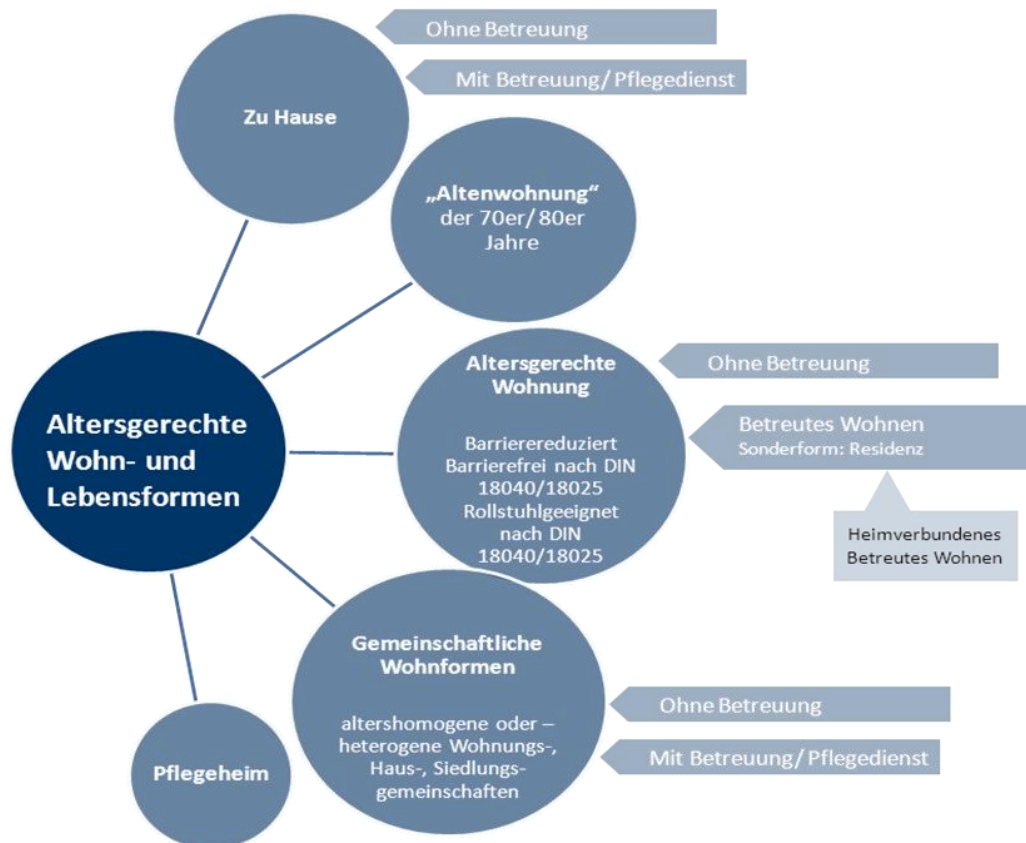 Ohne Betreuung
Mit Betreuung/ Pflegedienst
Zu Hause
„Altenwohnung“
der 70er/ 80er
Jahre
Altersgerechte
Wohnung
Barrierereduziert
Barrierefrei nach DIN
18040/18025
Rollstuhlgeeignet
nach DIN
18040/18025
Ohne Betreuung
Betreutes Wohnen
Sonderform: Residenz
Heimverbundenes
Betreutes Wohnen
Altersgerechte
Wohn- und
Lebensformen
Gemeinschaftliche
Wohnformen
altershomogene oder –
heterogene Wohnungs-,
Haus-, Siedlungs-
gemeinschaften
Ohne Betreuung
Mit Betreuung/ Pflegedienst
Pflegeheim